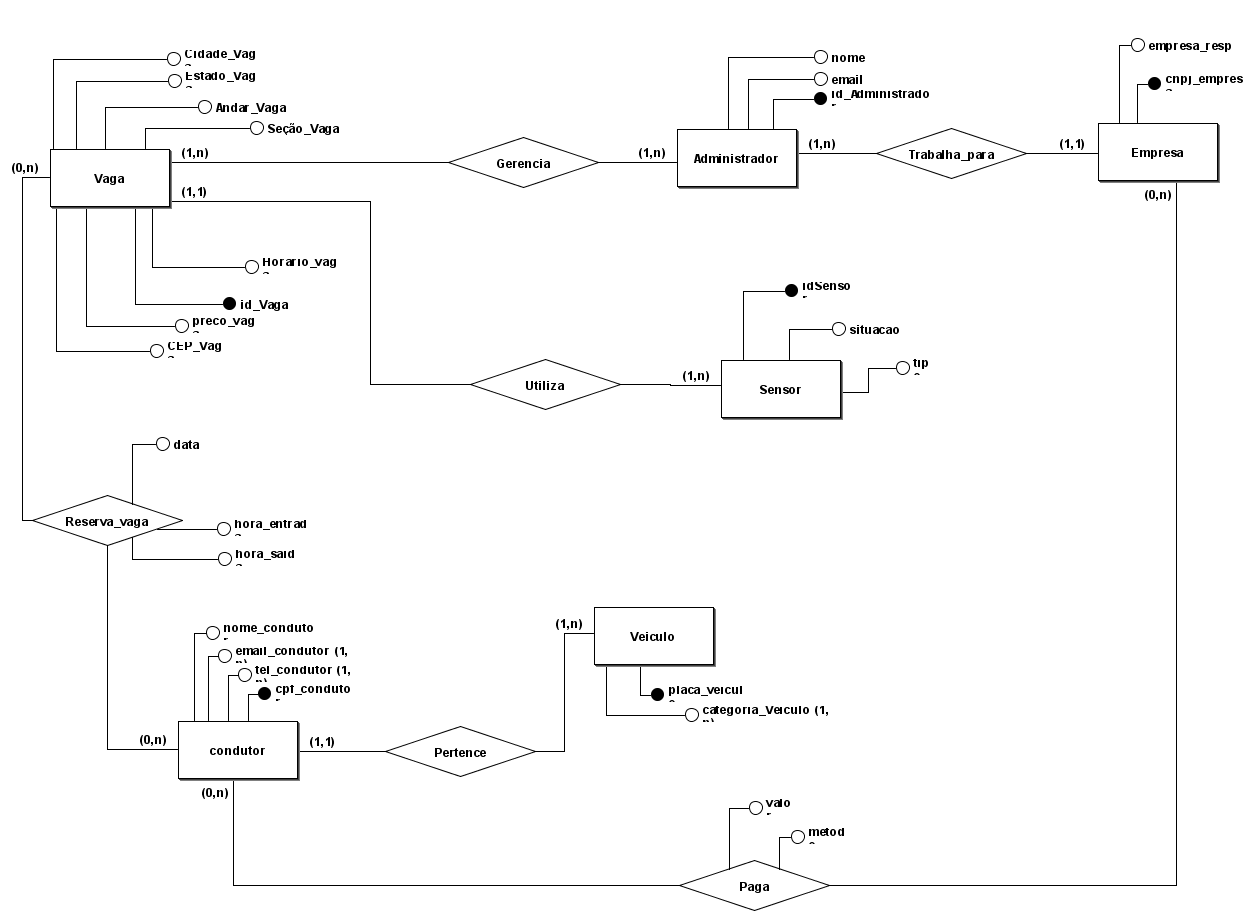 Cidade_Vag
Estado_Vag
Andar_Vaga
Seção_Vaga
(0,n)
Vaga
(1,n)
(1,1)
Horario_vag
id_Vaga
preco_vag
CEP_Vag
Gerencia
(1,n)
nome
email
id_Administrado
Administrador
(1,n)
Trabalha_para
(1,1)
empresa_resp
cnpj_empres
Empresa
(0,n)
Utiliza
(1,n)
idSenso
situacao
tip
o
Sensor
data
Reserva_vaga
hora_entrad
hora_said
nome_conduto
email_condutor (1,
n)
tel_condutor (1,
n)
cpf_conduto
(0,n)
condutor
(1,1)
(0,n)
Pertence
(1,n)
Veiculo
placa_veicul
categoria_Veiculo (1,
n)
valo
metod
Paga